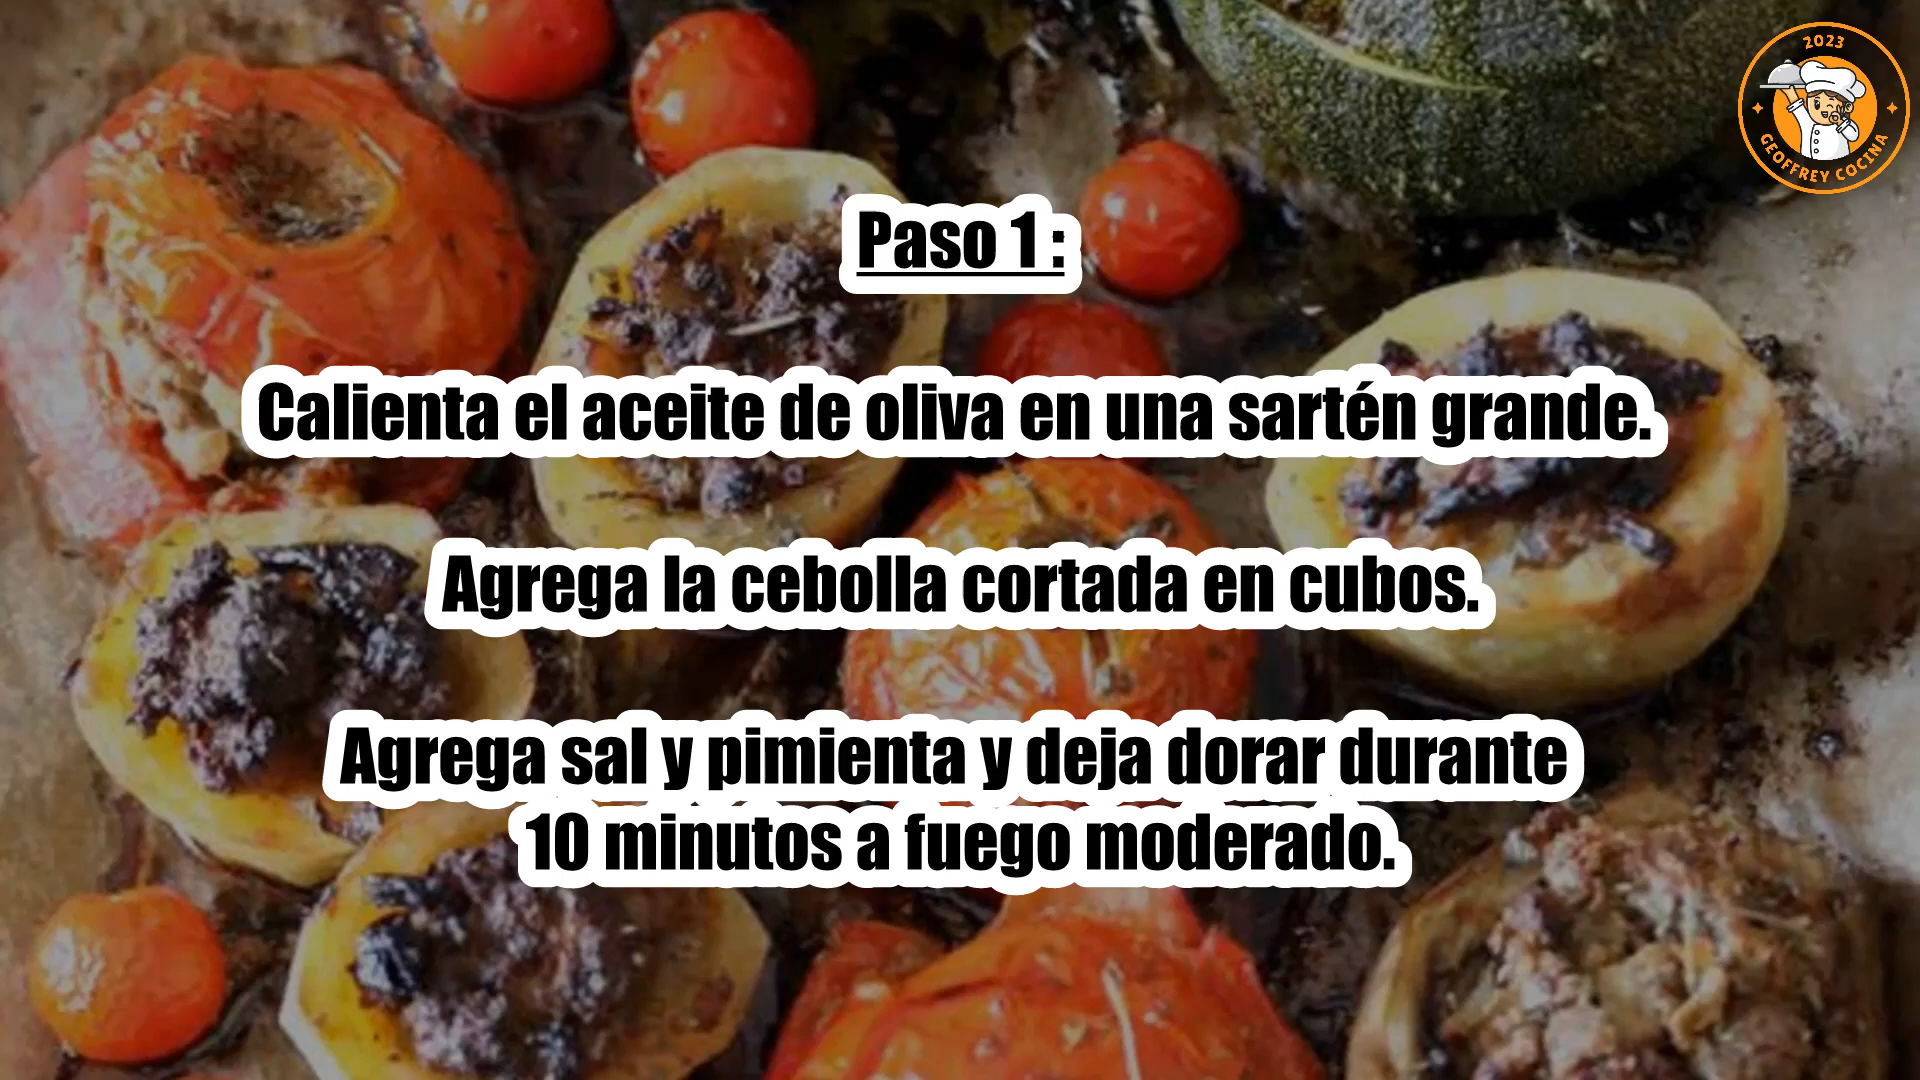 2023
GEOFFREY COCINA
Paso 1 :
Calienta el aceite de oliva en una sartén grande.
Agrega la cebolla cortada en cubos.
Agrega sal y pimienta y deja dorar durante
10 minutos a fuego moderado.